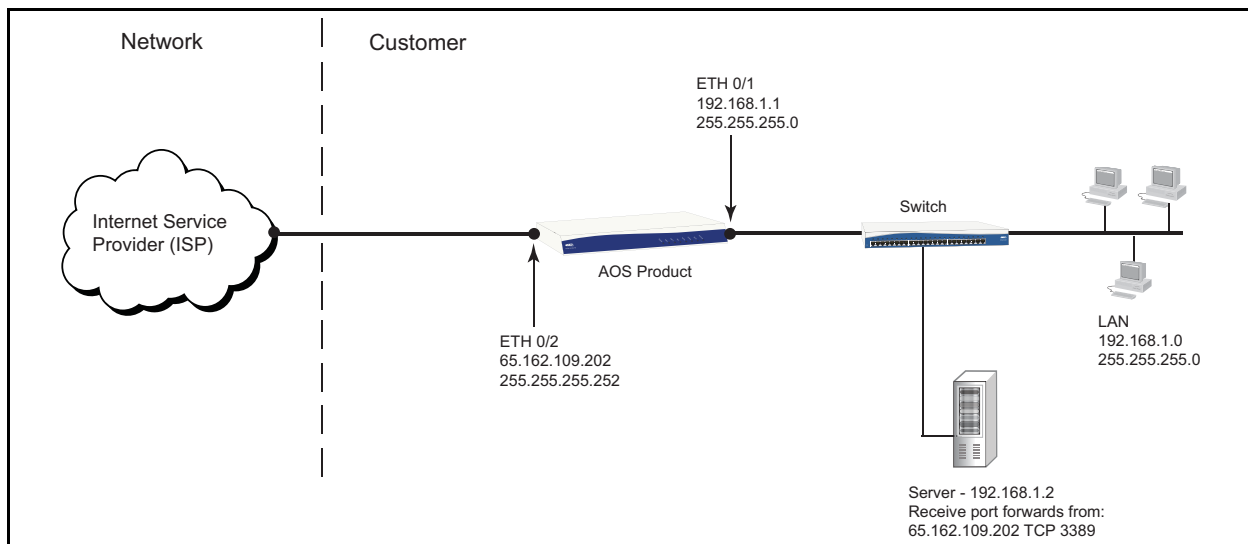 Network
Customer
ETH 0/1
192.168.1.1
255.255.255.0
Internet Service
Provider (ISP)
Switch
AOS Product
ETH 0/2
65.162.109.202
255.255.255.252
LAN
192.168.1.0
255.255.255.0
Server - 192.168.1.2
Receive port forwards from:
65.162.109.202 TCP 3389